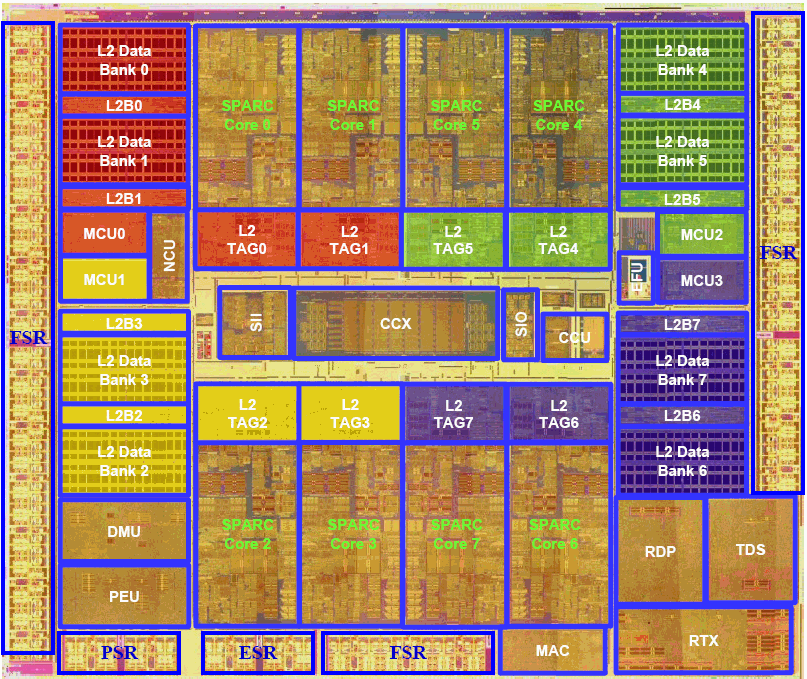 L2 Data
Bank 0
L2B0
L2 Data
Bank 1
L2B1
SPARC
Core 0
SPARC
Core 1
SPARC
Core 5
SPARC
Core 4
L2 Data
Bank 4
L2B4
L2 Data
Bank 5
L2B5
MCU0
MCU1
NCU
L2
TAG0
L2
TAG1
L2
TAG5
L2
TAG4
EFU
MCU2
MCU3
FSR
FSR
SII
CCX
SIO
CCU
L2B3
L2 Data
Bank 3
L2B2
L2 Data
Bank 2
L2
TAG2
L2
TAG3
L2
TAG7
L2
TAG6
L2B7
L2 Data
Bank 7
L2B6
L2 Data
Bank 6
DMU
PEU
SPARC
Core 2
SPARC
Core 3
SPARC
Core 7
SPARC
Core 6
RDP
TDS
RTX
PSR
ESR
FSR
MAC